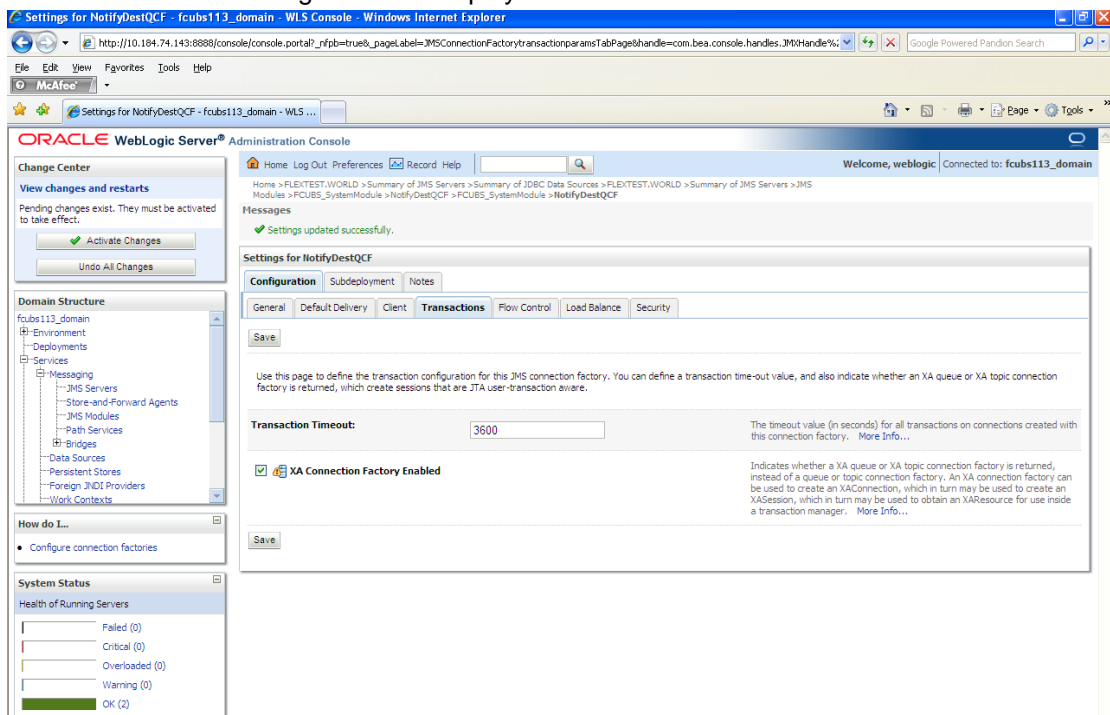 Settings for NotifyDestQCF - fcubs113_domain - WLS Console - Windows Internet Explorer
http://10.184.74.143:8888/console/console.portal?_nfpb=true&_pageLabel=JMSConnectionFactorytransactionparamsTabPage&handle=com.bea.console.handles.JMXHandle%
Google Powered Pandion Search
File Edit View Favorites Tools Help
McAfee
Settings for NotifyDestQCF - fcubs113_domain - WLS ...
Page Tools
ORACLE WebLogic Server® Administration Console
Change Center
View changes and restarts
Pending changes exist. They must be activated
to take effect.
Activate Changes
Undo All Changes
Domain Structure
fcubs113_domain
Environment
Deployments
Services
Messaging
JMS Servers
Store-and-Forward Agents
JMS Modules
Path Services
Bridges
Data Sources
Persistent Stores
Foreign JNDI Providers
Work Contexts
How do I...
Configure connection factories
System Status
Health of Running Servers
Failed (0)
Critical (0)
Overloaded (0)
Warning (0)
OK (2)
Home Log Out Preferences Record Help
Welcome, weblogic Connected to: fcubs113_domain
Home >FLEXTEST.WORLD >Summary of JMS Servers >Summary of JDBC Data Sources >FLEXTEST.WORLD >Summary of JMS Servers >JMS
Modules >FCUBS_SystemModule >NotifyDestQCF >FCUBS_SystemModule >NotifyDestQCF
Messages
Settings updated successfully.
Settings for NotifyDestQCF
Configuration Subdeployment Notes
General Default Delivery Client Transactions Flow Control Load Balance Security
Save
Use this page to define the transaction configuration for this JMS connection factory. You can define a transaction time-out value, and also indicate whether an XA queue or XA topic connection
factory is returned, which create sessions that are JTA user-transaction aware.
Transaction Timeout:
3600
The timeout value (in seconds) for all transactions on connections created with
this connection factory. More Info...
XA Connection Factory Enabled
Indicates whether a XA queue or XA topic connection factory is returned,
instead of a queue or topic connection factory. An XA connection factory can
be used to create an XAConnection, which in turn may be used to create an
XASession, which in turn may be used to obtain an XAResource for use inside
a transaction manager. More Info...
Save